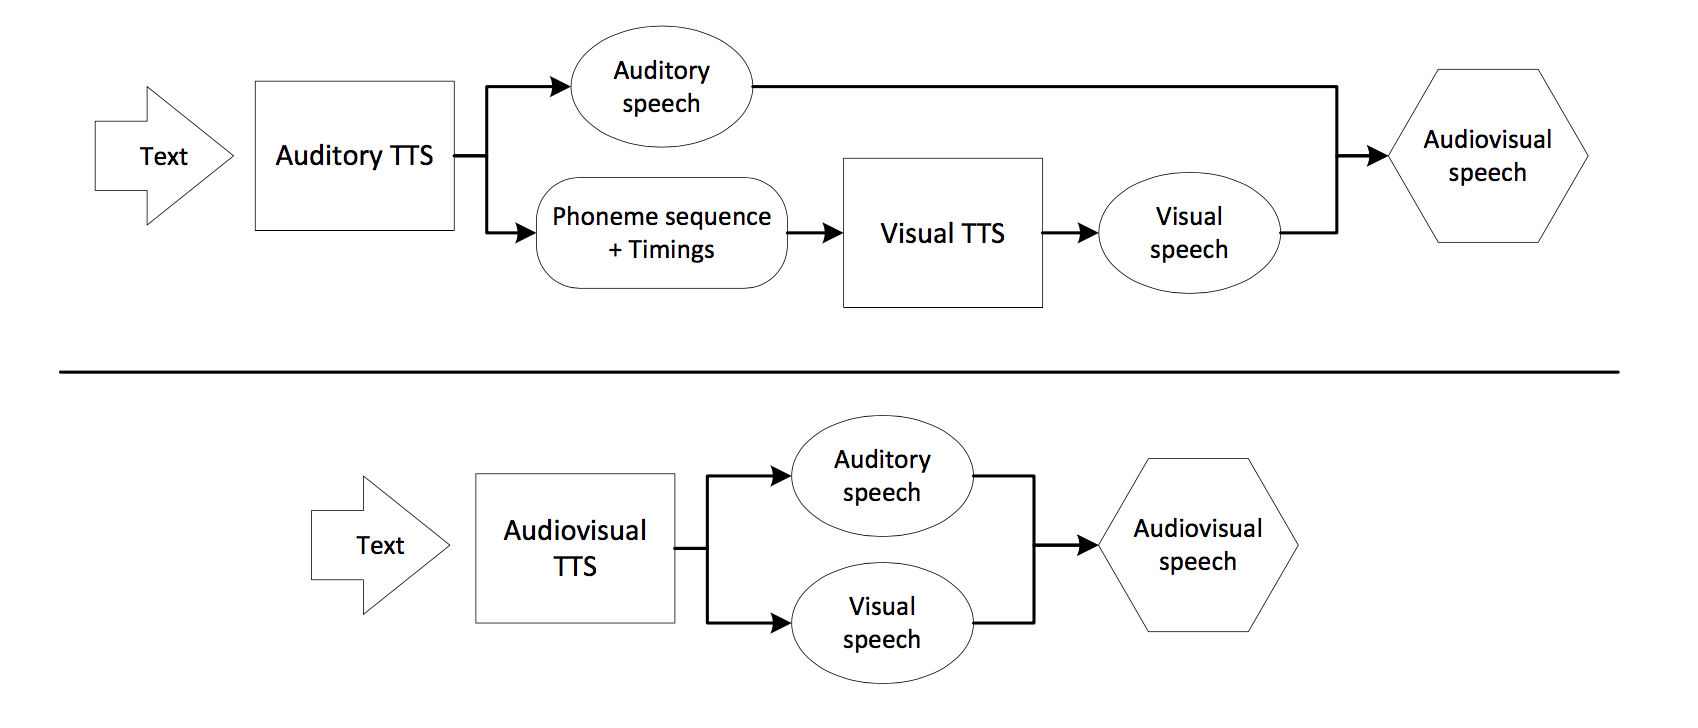 Text
Auditory TTS
Auditory
speech
Phoneme sequence
+ Timings
Visual TTS
Visual
speech
Audiovisual
speech
Text
Audiovisual
TTS
Auditory
speech
Visual
speech
Audiovisual
speech